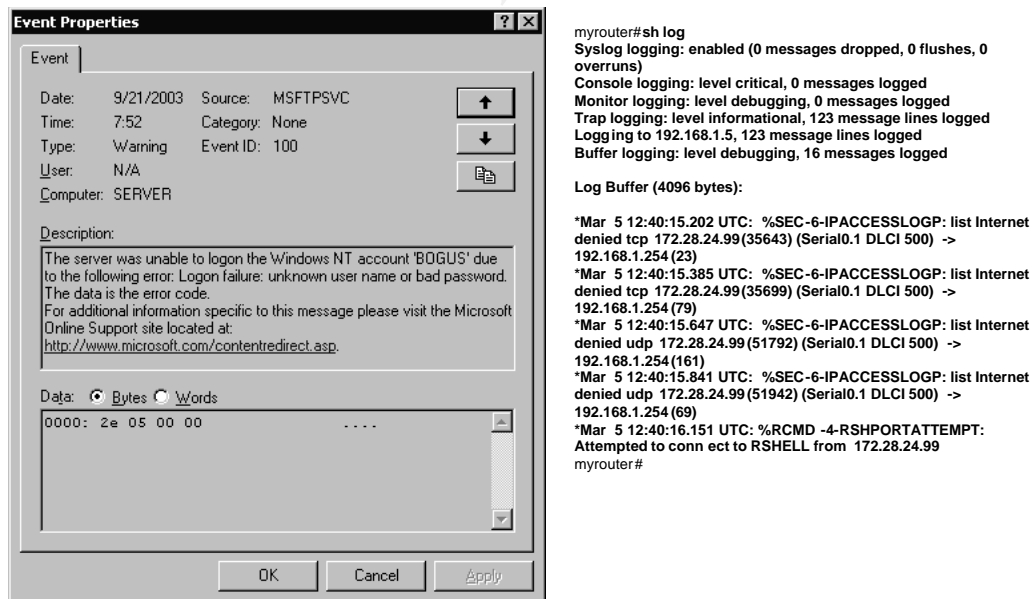 Event Properties
Event
Date: 9/21/2003 Source: MSFTPSVC
Time: 7:52 Category: None
Type: Warning Event ID: 100
User: N/A
Computer: SERVER
Description:
The server was unable to logon the Windows NT account 'BOGUS' due
to the following error: Logon failure: unknown user name or bad password.
The data is the error code.
For additional information specific to this message please visit the Microsoft
Online Support site located at:
http://www.microsoft.com/contentredirect.asp.
Data: Bytes Words
0000: 2e 05 00 00 ....
OK Cancel Apply
myrouter#sh log
Syslog logging: enabled (0 messages dropped, 0 flushes, 0
overruns)
Console logging: level critical, 0 messages logged
Monitor logging: level debugging, 0 messages logged
Trap logging: level informational, 123 message lines logged
Logging to 192.168.1.5, 123 message lines logged
Buffer logging: level debugging, 16 messages logged
Log Buffer (4096 bytes):
*Mar 5 12:40:15.202 UTC: %SEC-6-IPACCESSLOGP: list Internet
denied tcp 172.28.24.99(35643) (Serial0.1 DLCI 500) ->
192.168.1.254(23)
*Mar 5 12:40:15.385 UTC: %SEC-6-IPACCESSLOGP: list Internet
denied tcp 172.28.24.99(35699) (Serial0.1 DLCI 500) ->
192.168.1.254(79)
*Mar 5 12:40:15.647 UTC: %SEC-6-IPACCESSLOGP: list Internet
denied udp 172.28.24.99(51792) (Serial0.1 DLCI 500) ->
192.168.1.254(161)
*Mar 5 12:40:15.841 UTC: %SEC-6-IPACCESSLOGP: list Internet
denied udp 172.28.24.99(51942) (Serial0.1 DLCI 500) ->
192.168.1.254(69)
*Mar 5 12:40:16.151 UTC: %RCMD -4-RSHPORTATTEMPT:
Attempted to conn ect to RSHELL from 172.28.24.99
myrouter#